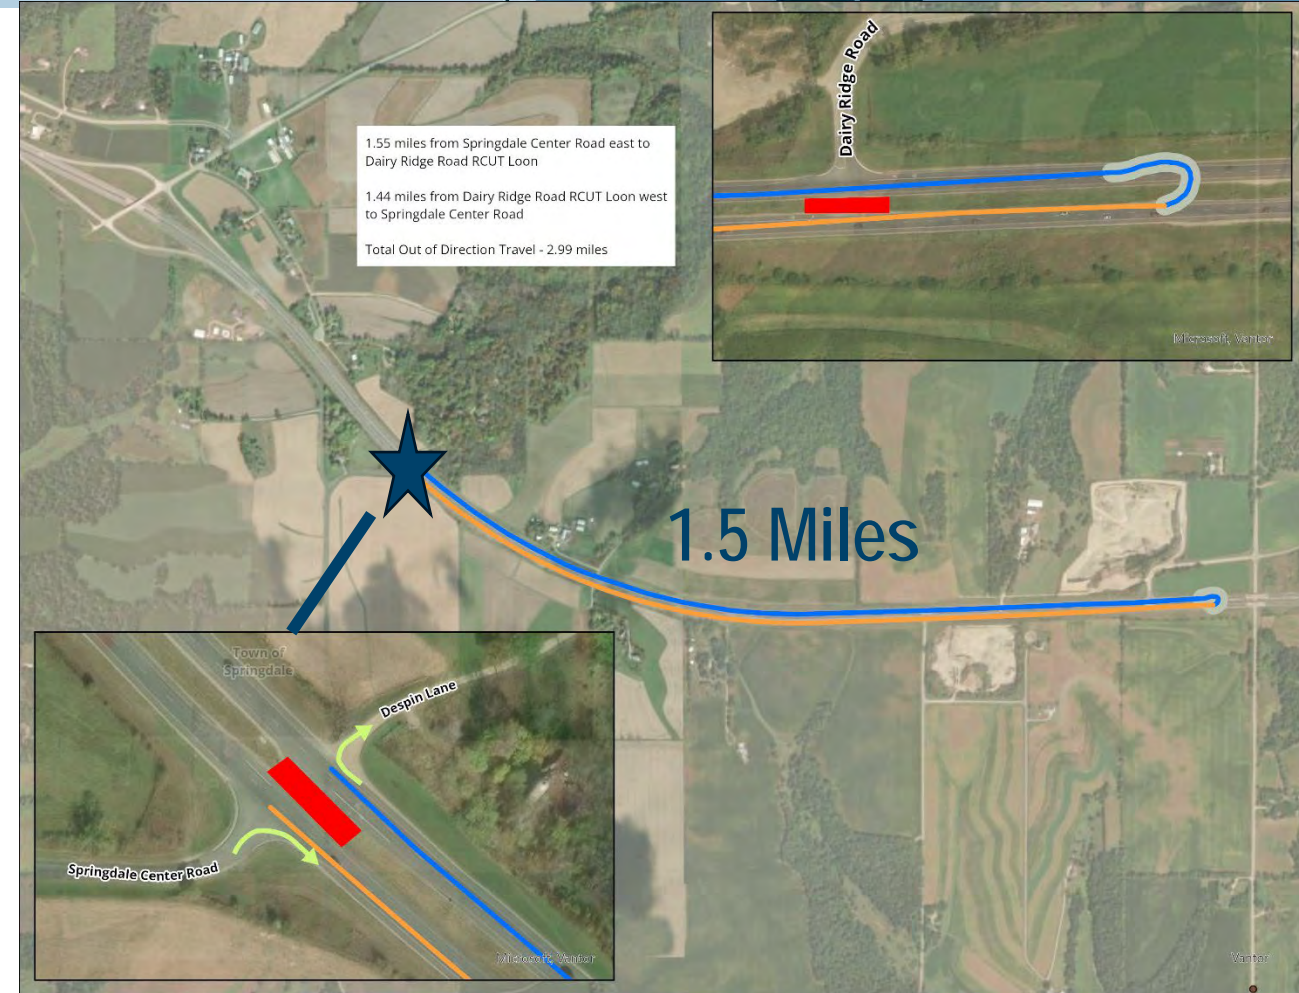 Dairy Ridge Road
1.55 miles from Springdale Center Road east to
Dairy Ridge Road RCUT Loon
1.44 miles from Dairy Ridge Road RCUT Loon west
to Springdale Center Road
Total Out of Direction Travel - 2.99 miles
Microsoft, Vantor
1.5 Miles
Town of
Springdale
Despin Lane
Springdale Center Road
Microsoft, Vantor
Vantor